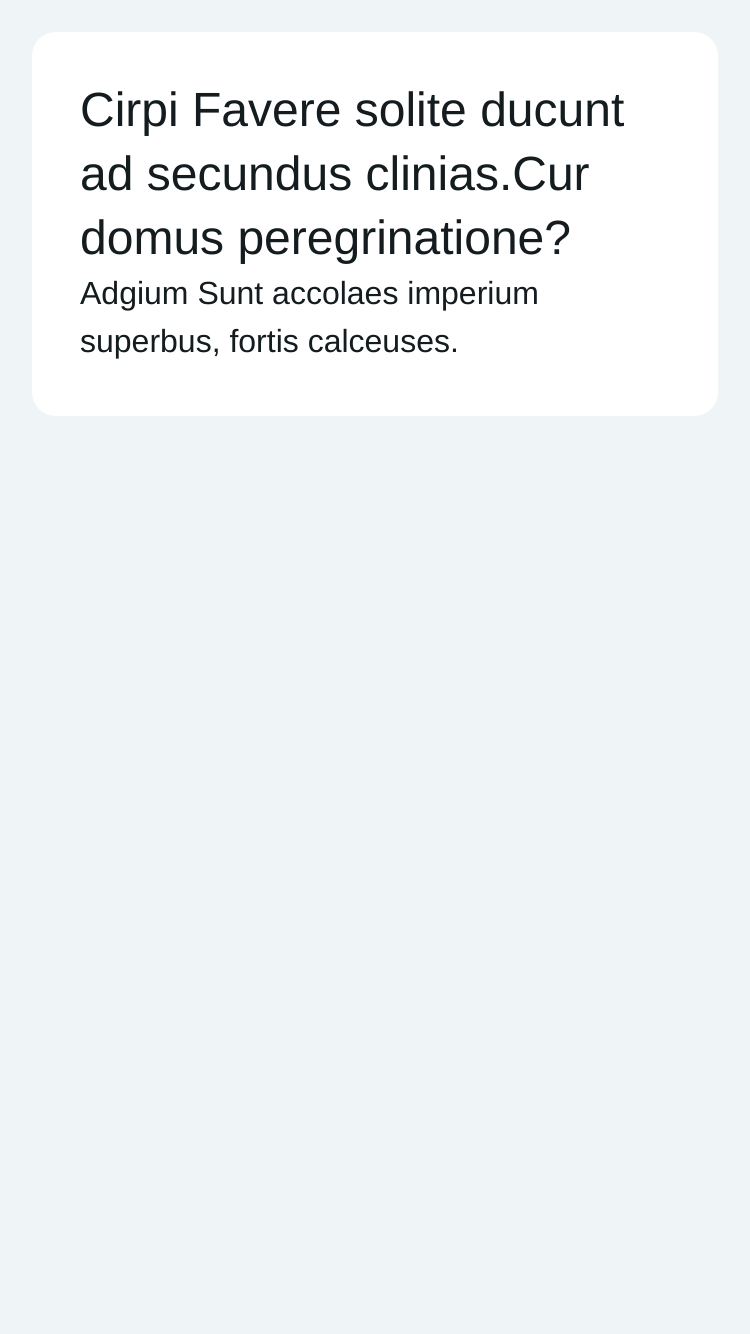 Cirpi Favere solite ducunt
ad secundus clinias.Cur
domus peregrinatione?
Adgium Sunt accolaes imperium
superbus, fortis calceuses.